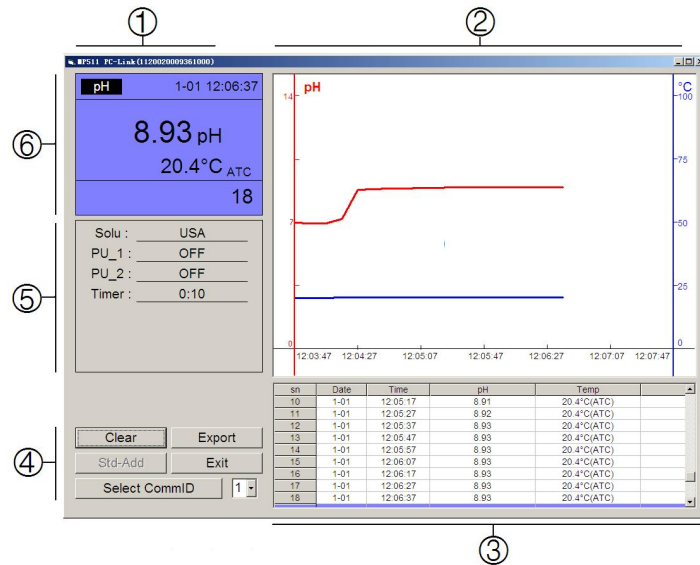 ① ②
MP511 PC-Link(1120020009361000)
pH 1-01 12:06:37
8.93 pH
20.4°C ATC
18
⑥
Solu : USA
PU_1 : OFF
PU_2 : OFF
Timer : 0:10
⑤
Clear Export
Std-Add Exit
Select CommID 1
④
pH °C
14 100
75
7 50
25
0 0
12:03:47 12:04:27 12:05:07 12:05:47 12:06:27 12:07:07 12:07:47
sn Date Time pH Temp
10 1-01 12:05:17 8.91 20.4°C(ATC)
11 1-01 12:05:27 8.92 20.4°C(ATC)
12 1-01 12:05:37 8.93 20.4°C(ATC)
13 1-01 12:05:47 8.93 20.4°C(ATC)
14 1-01 12:05:57 8.93 20.4°C(ATC)
15 1-01 12:06:07 8.93 20.4°C(ATC)
16 1-01 12:06:17 8.93 20.4°C(ATC)
17 1-01 12:06:27 8.93 20.4°C(ATC)
18 1-01 12:06:37 8.93 20.4°C(ATC)
③